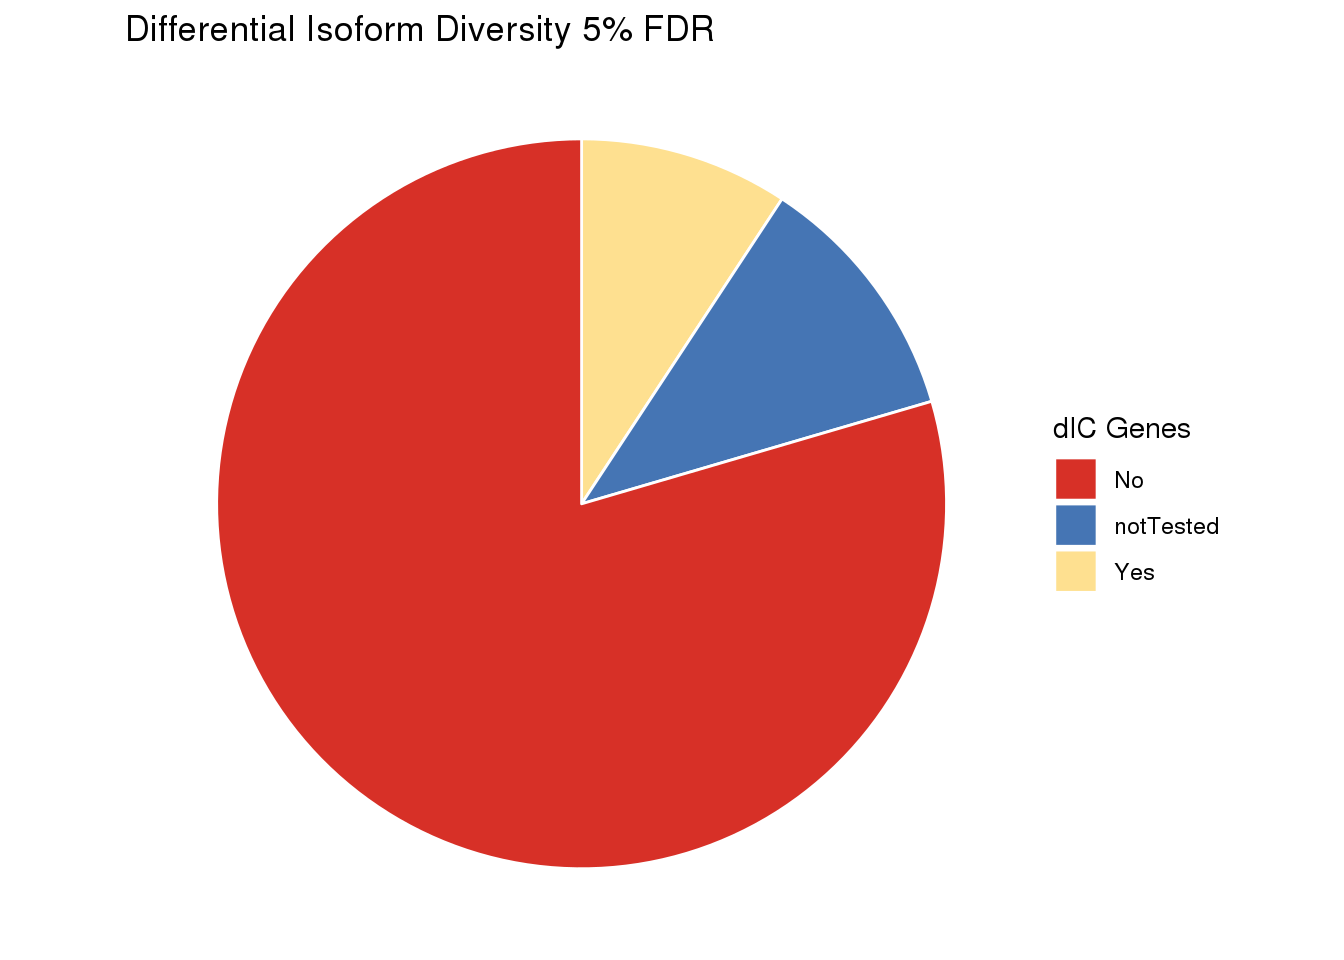 Differential Isoform Diversity 5% FDR
dIC Genes
No
notTested
Yes